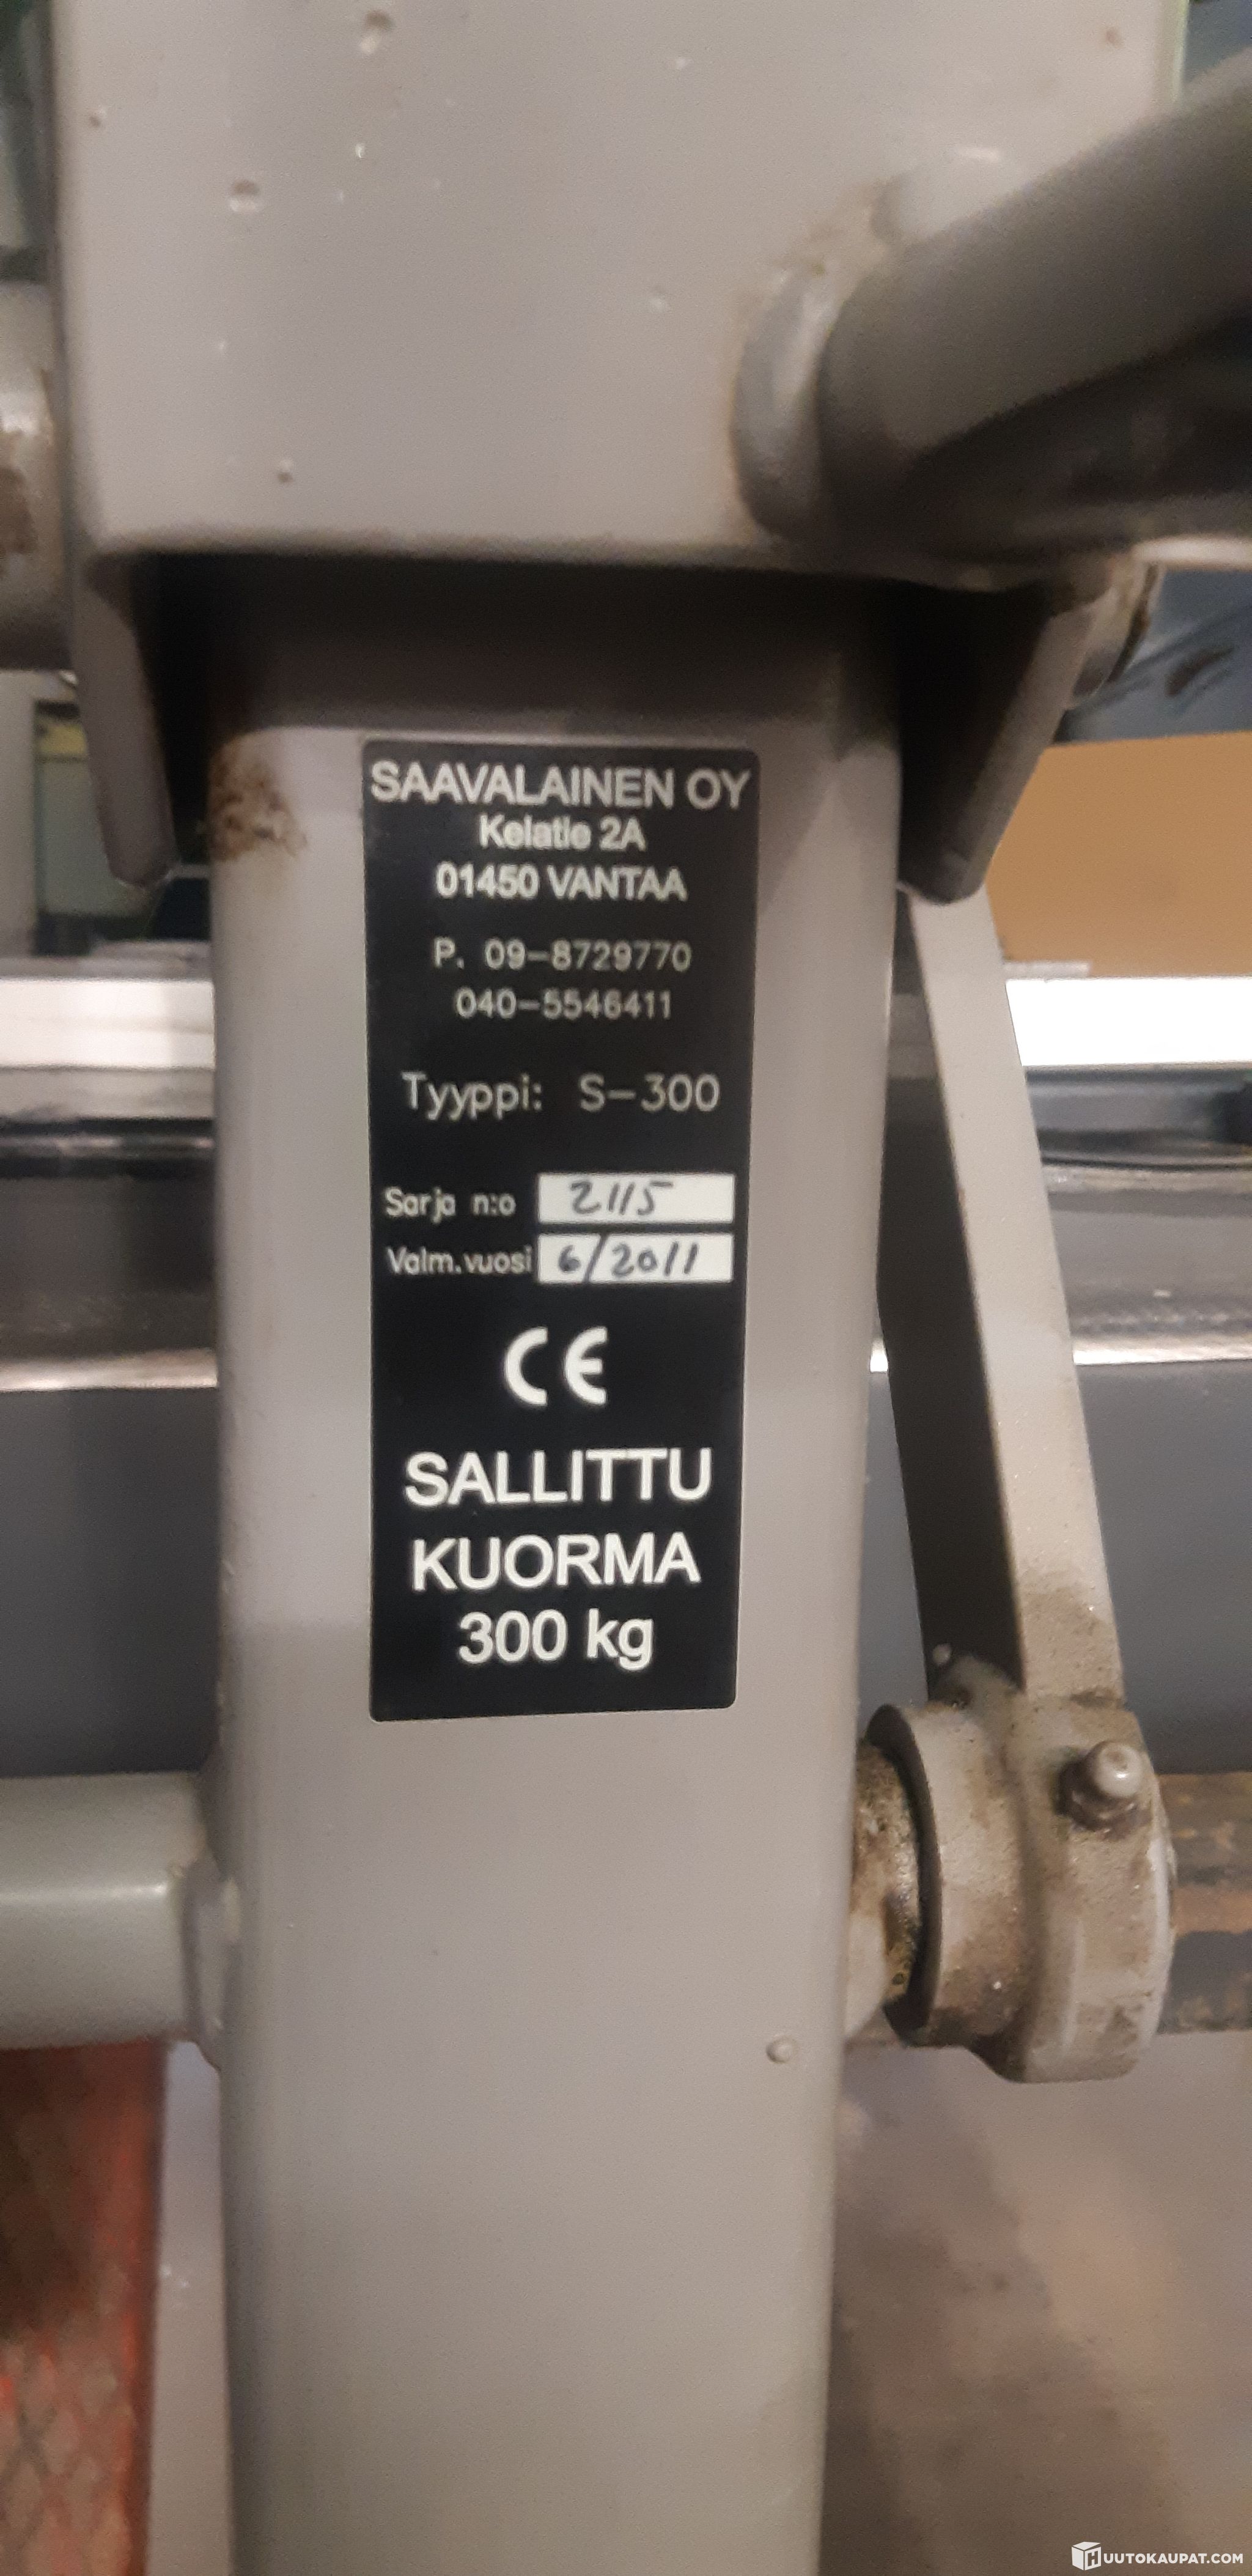 SAAVALAINEN OY
Kelatie 2A
01450 VANTAA
P. 09-8729770
040-5546411
Tyyppi: S-300
Sarja n:o 2115
Valm.vuosi 6/2011
CE
SALLITTU
KUORMA
300 kg
HUUTOKAUPAT.COM